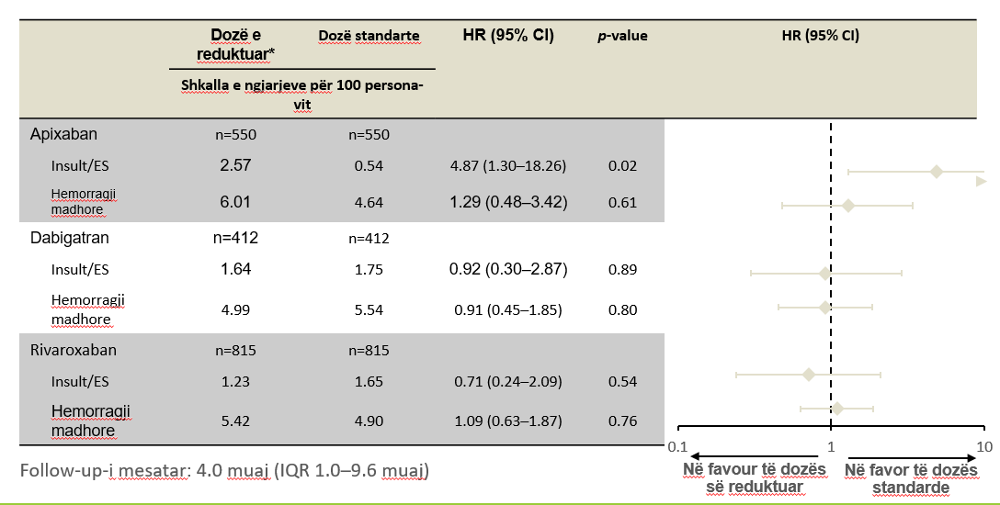 Dozë e reduktuar* Dozë standarte HR (95% CI) p-value HR (95% CI)
Shkalla e ngjarjeve për 100 persona-
vit
Apixaban n=550 n=550
Insult/ES 2.57 0.54 4.87 (1.30–18.26) 0.02
Hemorragji madhore 6.01 4.64 1.29 (0.48–3.42) 0.61
Dabigatran n=412 n=412
Insult/ES 1.64 1.75 0.92 (0.30–2.87) 0.89
Hemorragji madhore 4.99 5.54 0.91 (0.45–1.85) 0.80
Rivaroxaban n=815 n=815
Insult/ES 1.23 1.65 0.71 (0.24–2.09) 0.54
Hemorragji madhore 5.42 4.90 1.09 (0.63–1.87) 0.76
0.1 1 10
Në favour të dozës
së reduktuar
Në favor të dozës
standarde
Follow-up-i mesatar: 4.0 muaj (IQR 1.0–9.6 muaj)